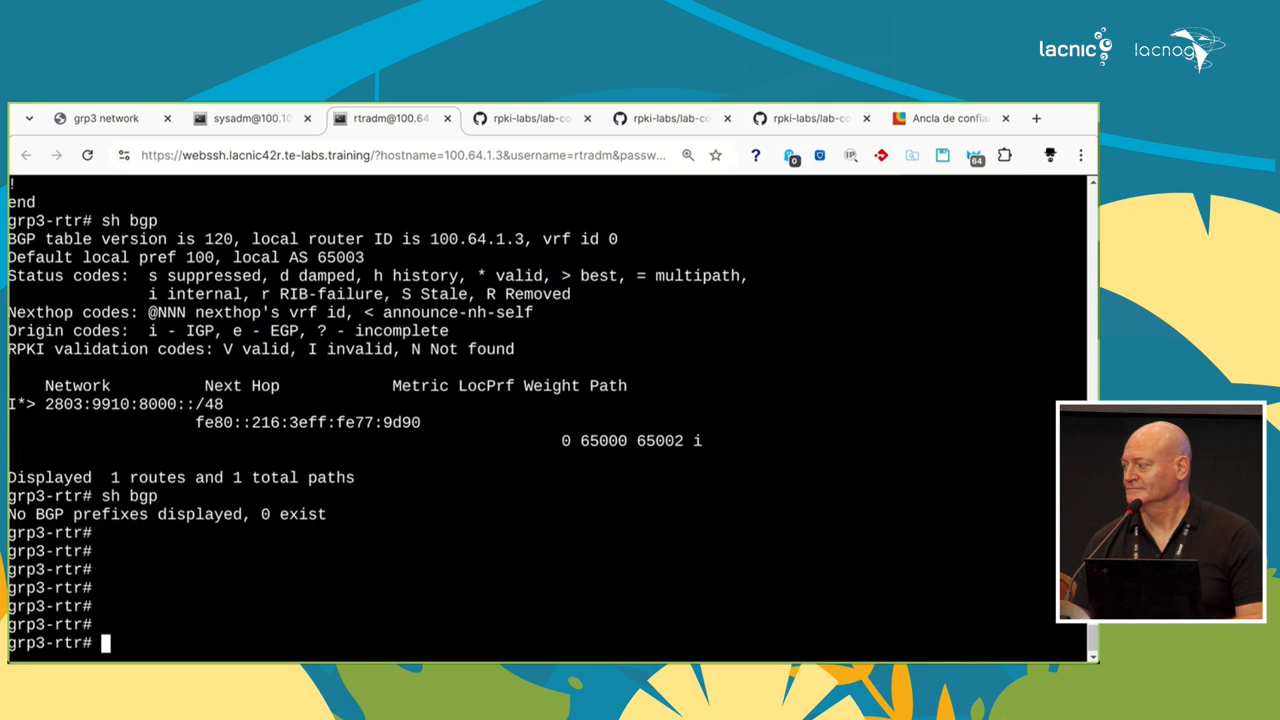 lacnic
lacnog
grp3 network
sysadm@100.10
rtradm@100.64
rpki-labs/lab-co
rpki-labs/lab-co
rpki-labs/lab-co
Ancla de confia
https://webssh.lacnic42r.te-labs.training/?hostname=100.64.1.3&username=rtradm&passw...
?
0
IP
64
!
end
grp3-rtr# sh bgp
BGP table version is 120, local router ID is 100.64.1.3, vrf id 0
Default local pref 100, local AS 65003
Status codes:  s suppressed, d damped, h history, * valid, > best, = multipath,
               i internal, r RIB-failure, S Stale, R Removed
Nexthop codes: @NNN nexthop's vrf id, < announce-nh-self
Origin codes:  i - IGP, e - EGP, ? - incomplete
RPKI validation codes: V valid, I invalid, N Not found
    Network          Next Hop            Metric LocPrf Weight Path
I*> 2803:9910:8000::/48
                    fe80::216:3eff:fe77:9d90
                                                           0 65000 65002 i
Displayed  1 routes and 1 total paths
grp3-rtr# sh bgp
No BGP prefixes displayed, 0 exist
grp3-rtr#
grp3-rtr#
grp3-rtr#
grp3-rtr#
grp3-rtr#
grp3-rtr#
grp3-rtr#